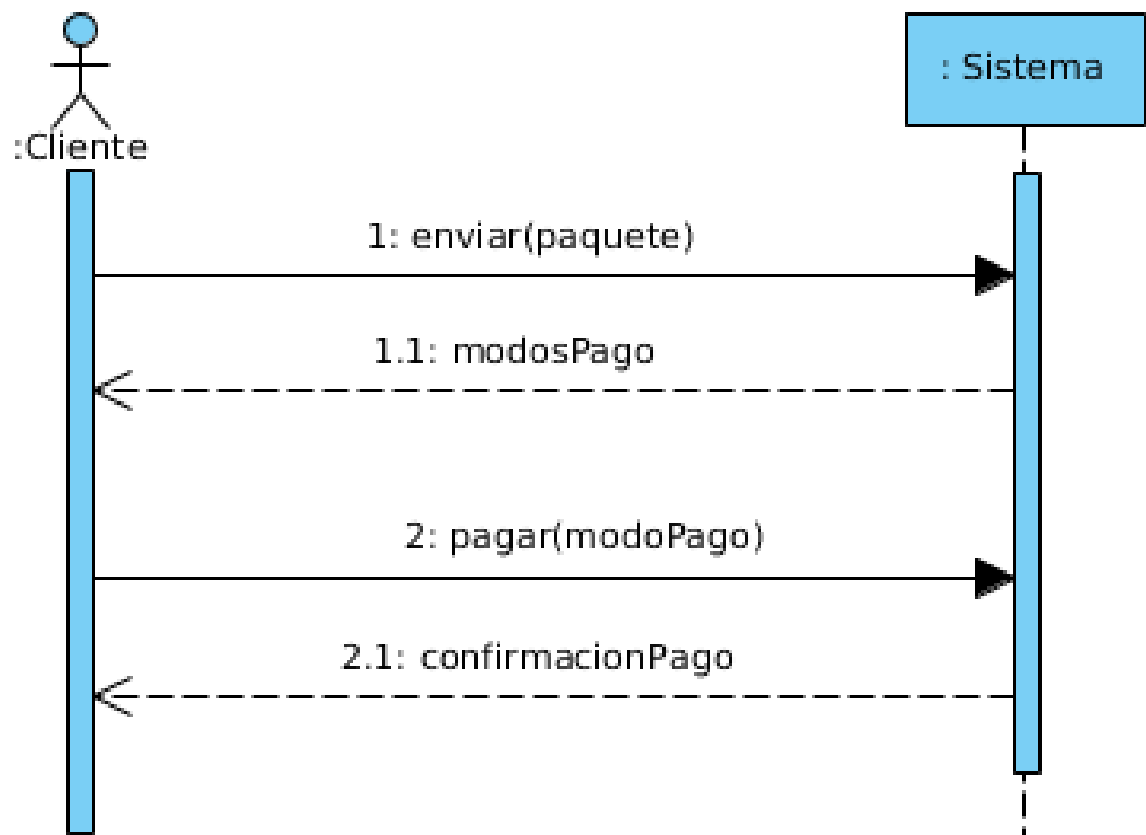 : Sistema
:Cliente
1: enviar(paquete)
1.1: modosPago
2: pagar(modoPago)
2.1: confirmacionPago